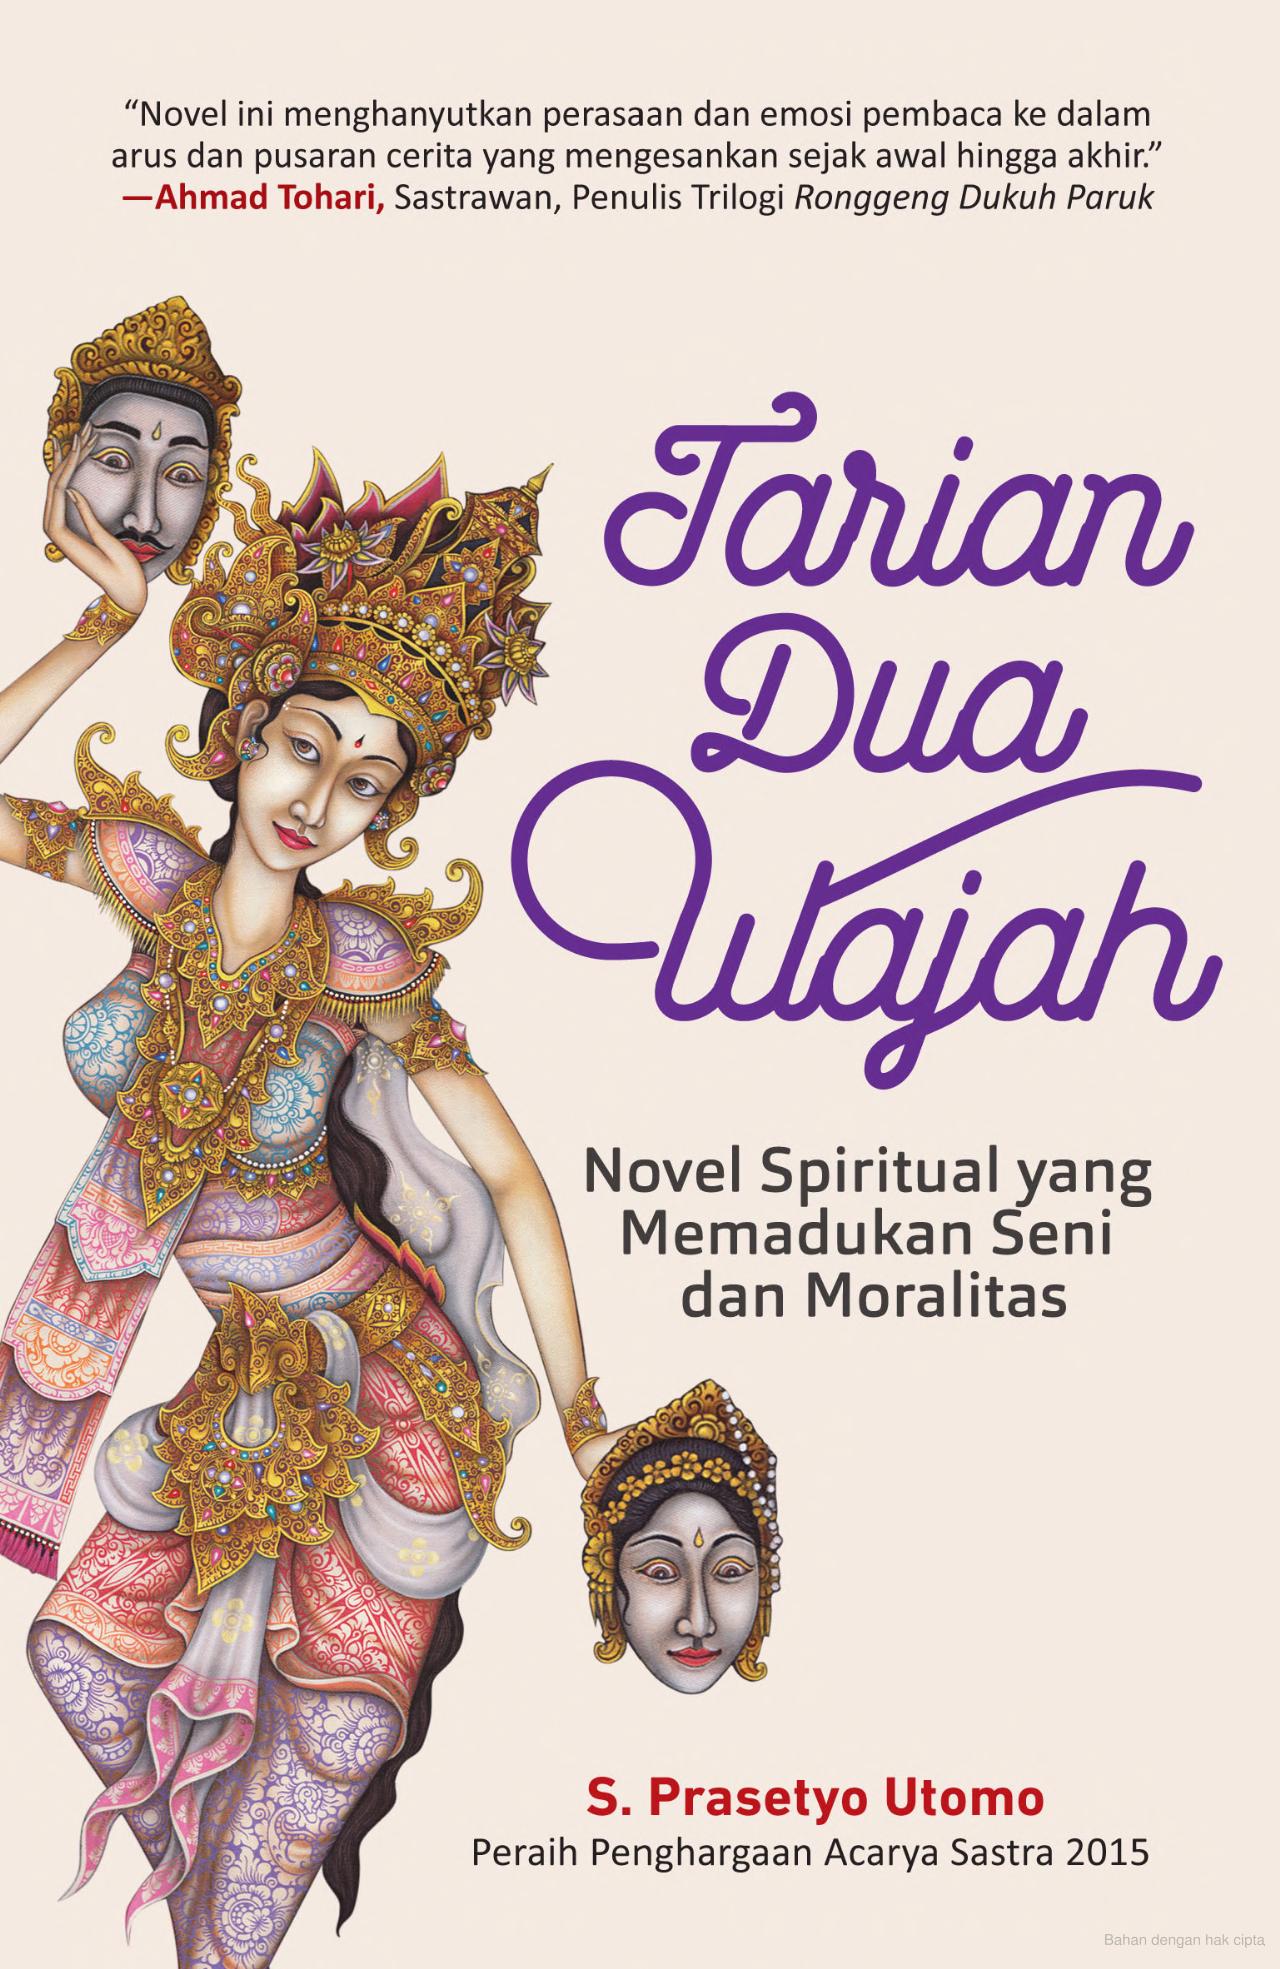 “Novel ini menghanyutkan perasaan dan emosi pembaca ke dalam
arus dan pusaran cerita yang mengesankan sejak awal hingga akhir.”
—Ahmad Tohari, Sastrawan, Penulis Trilogi Ronggeng Dukuh Paruk
Tarian
Dua
Wajah
Novel Spiritual yang
Memadukan Seni
dan Moralitas
S. Prasetyo Utomo
Peraih Penghargaan Acarya Sastra 2015
Bahan dengan hak cipta